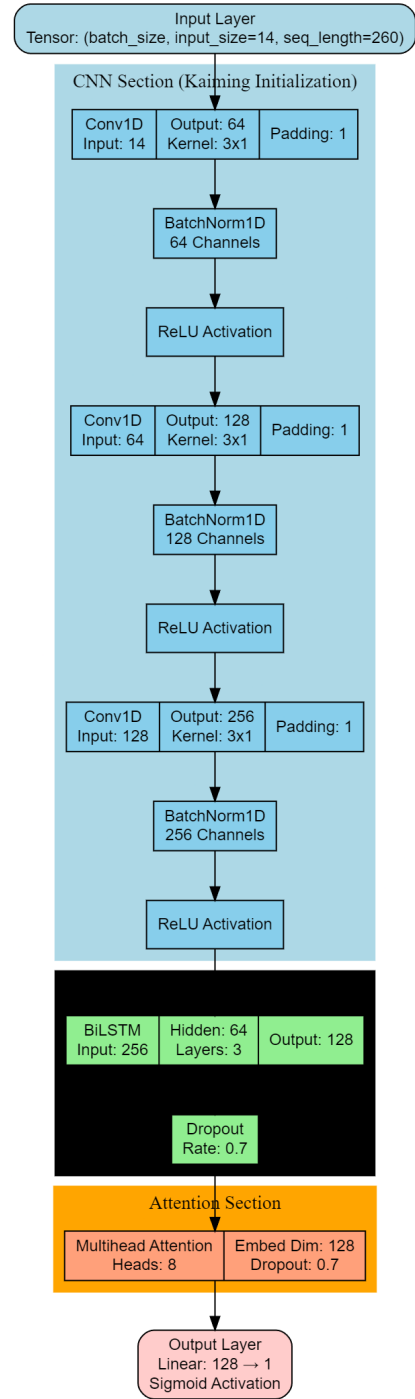 Input Layer
Tensor: (batch_size, input_size=14, seq_length=260)
CNN Section (Kaiming Initialization)
Conv1D
Input: 14
Output: 64
Kernel: 3x1
Padding: 1
BatchNorm1D
64 Channels
ReLU Activation
Conv1D
Input: 64
Output: 128
Kernel: 3x1
Padding: 1
BatchNorm1D
128 Channels
ReLU Activation
Conv1D
Input: 128
Output: 256
Kernel: 3x1
Padding: 1
BatchNorm1D
256 Channels
ReLU Activation
BiLSTM
Input: 256
Hidden: 64
Layers: 3
Output: 128
Dropout
Rate: 0.7
Attention Section
Multihead Attention
Heads: 8
Embed Dim: 128
Dropout: 0.7
Output Layer
Linear: 128 → 1
Sigmoid Activation